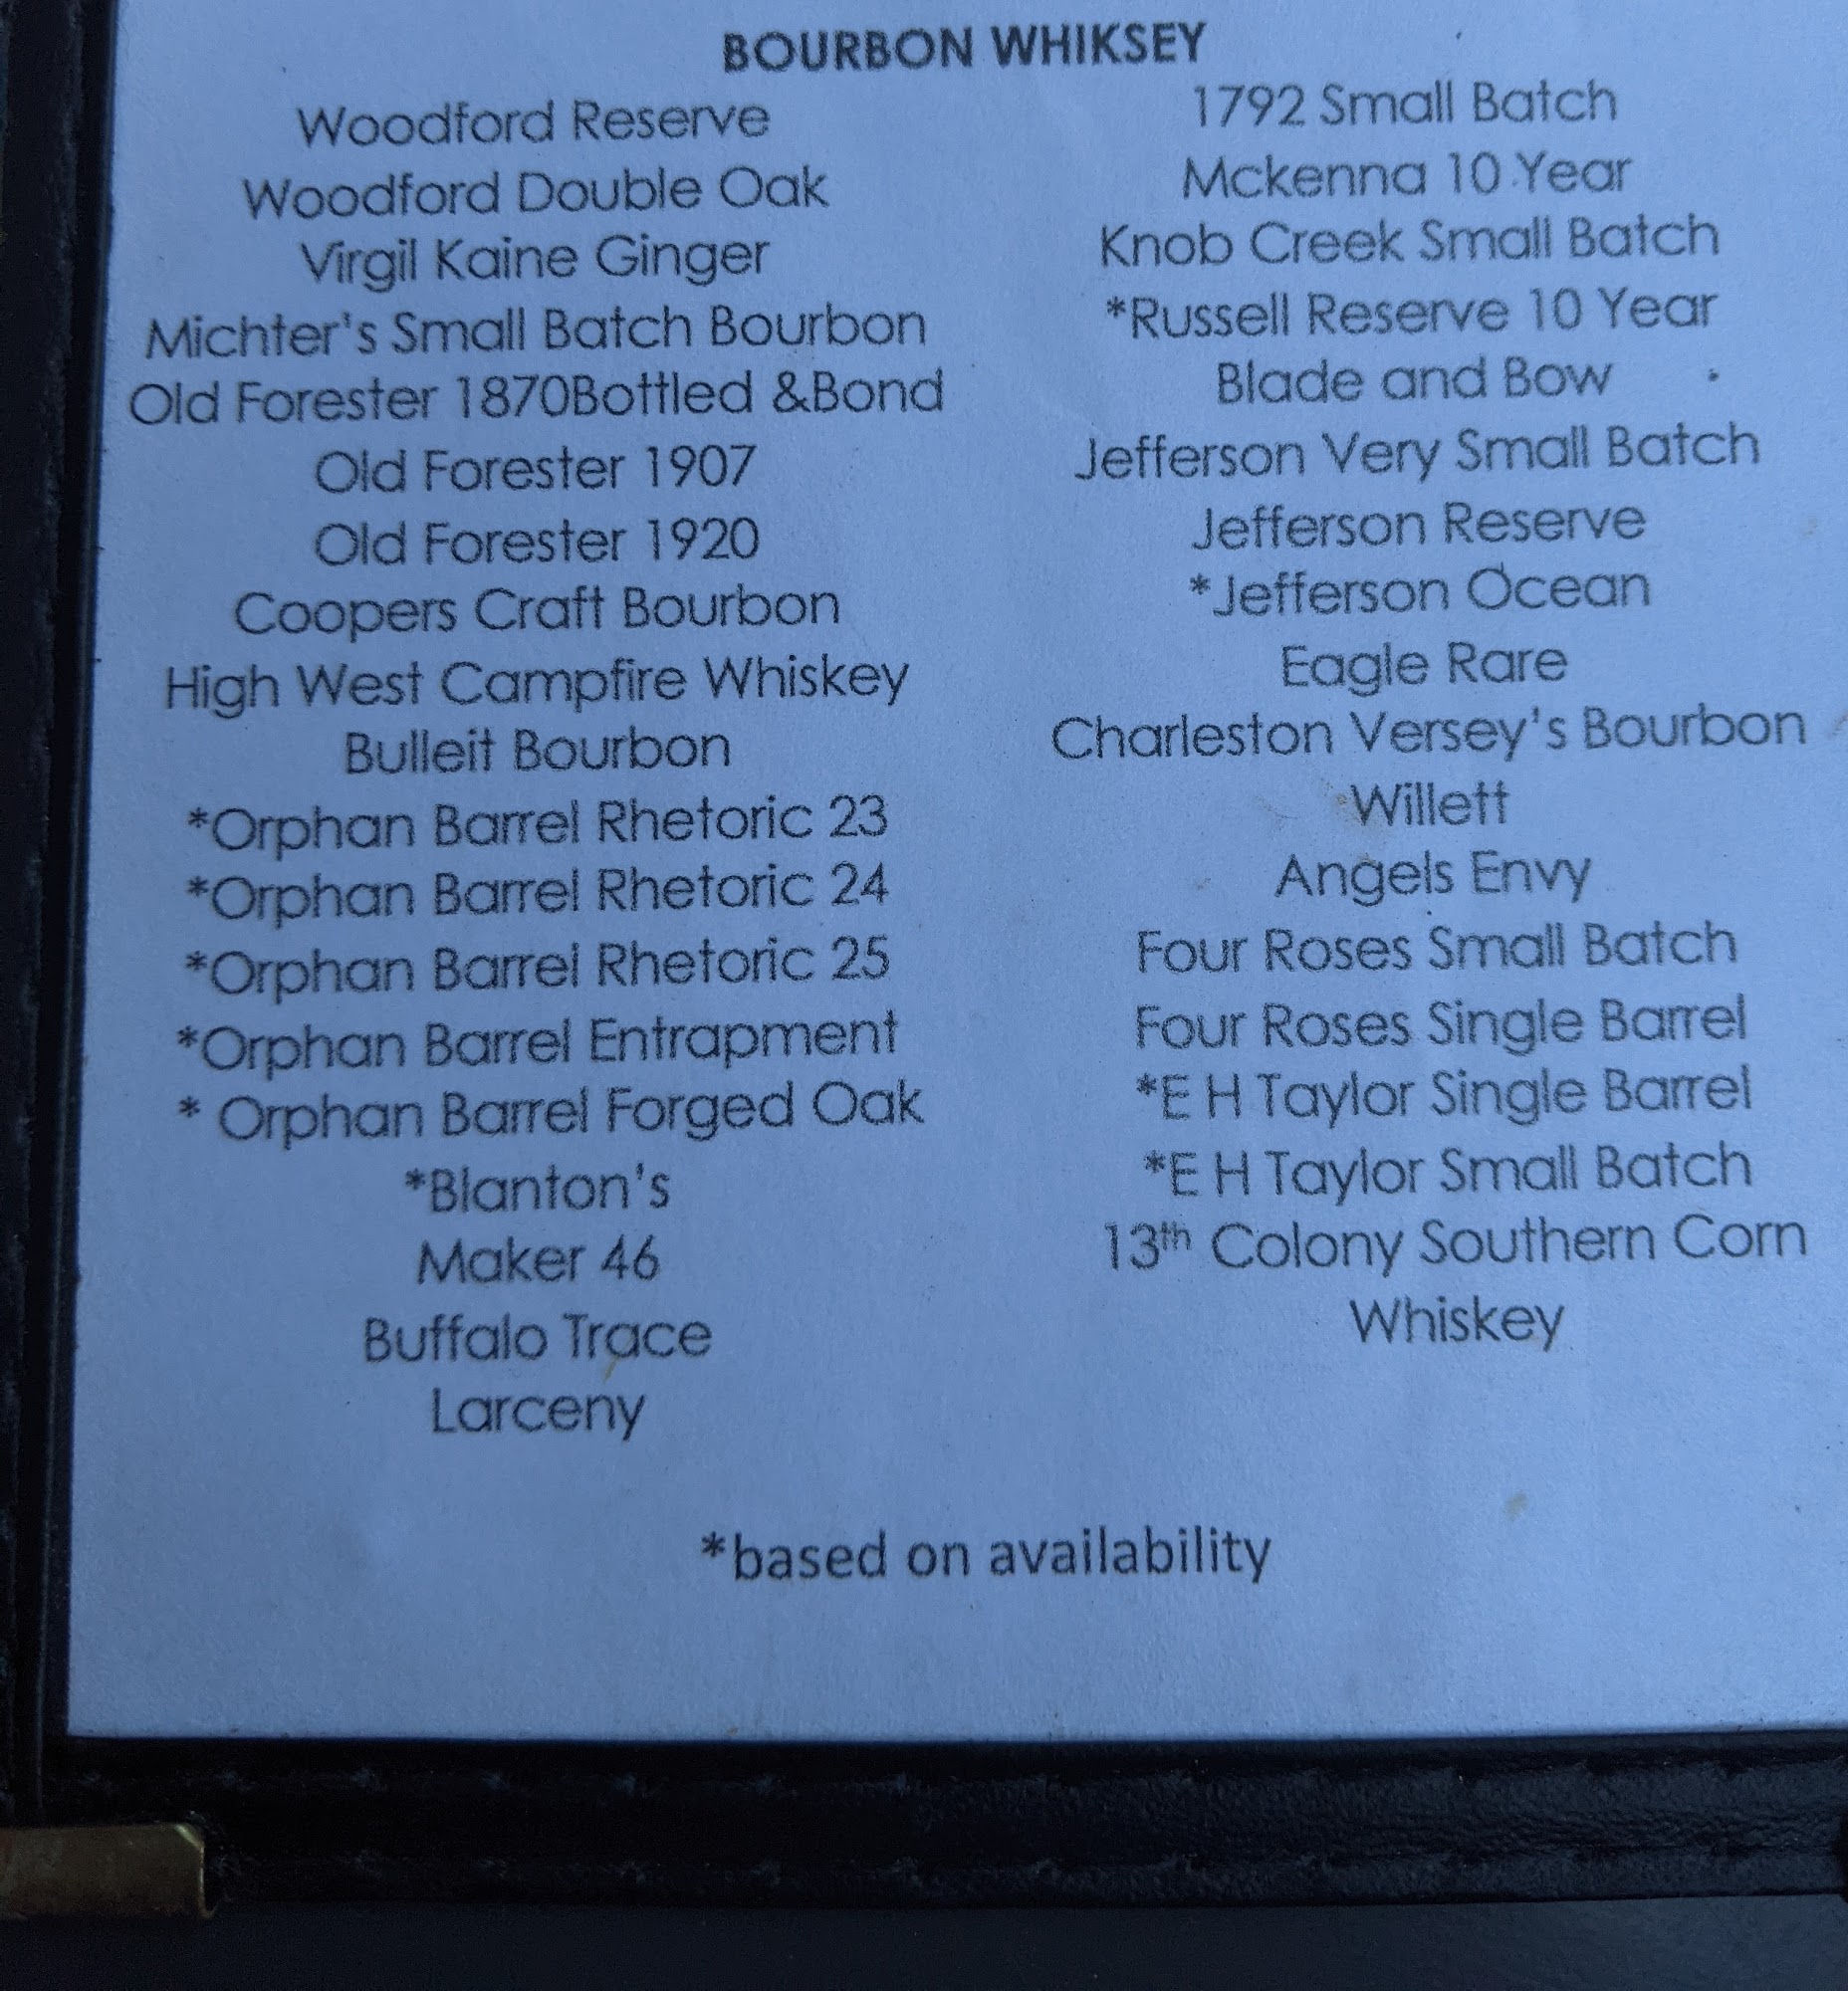 BOURBON WHIKSEY
Woodford Reserve
Woodford Double Oak
Virgil Kaine Ginger
Michter's Small Batch Bourbon
Old Forester 1870Bottled &Bond
Old Forester 1907
Old Forester 1920
Coopers Craft Bourbon
High West Campfire Whiskey
Bulleit Bourbon
*Orphan Barrel Rhetoric 23
*Orphan Barrel Rhetoric 24
*Orphan Barrel Rhetoric 25
*Orphan Barrel Entrapment
* Orphan Barrel Forged Oak
*Blanton's
Maker 46
Buffalo Trace
Larceny
1792 Small Batch
Mckenna 10 Year
Knob Creek Small Batch
*Russell Reserve 10 Year
Blade and Bow
Jefferson Very Small Batch
Jefferson Reserve
*Jefferson Ocean
Eagle Rare
Charleston Versey's Bourbon
Willett
Angels Envy
Four Roses Small Batch
Four Roses Single Barrel
*E H Taylor Single Barrel
*E H Taylor Small Batch
13th Colony Southern Corn
Whiskey
*based on availability